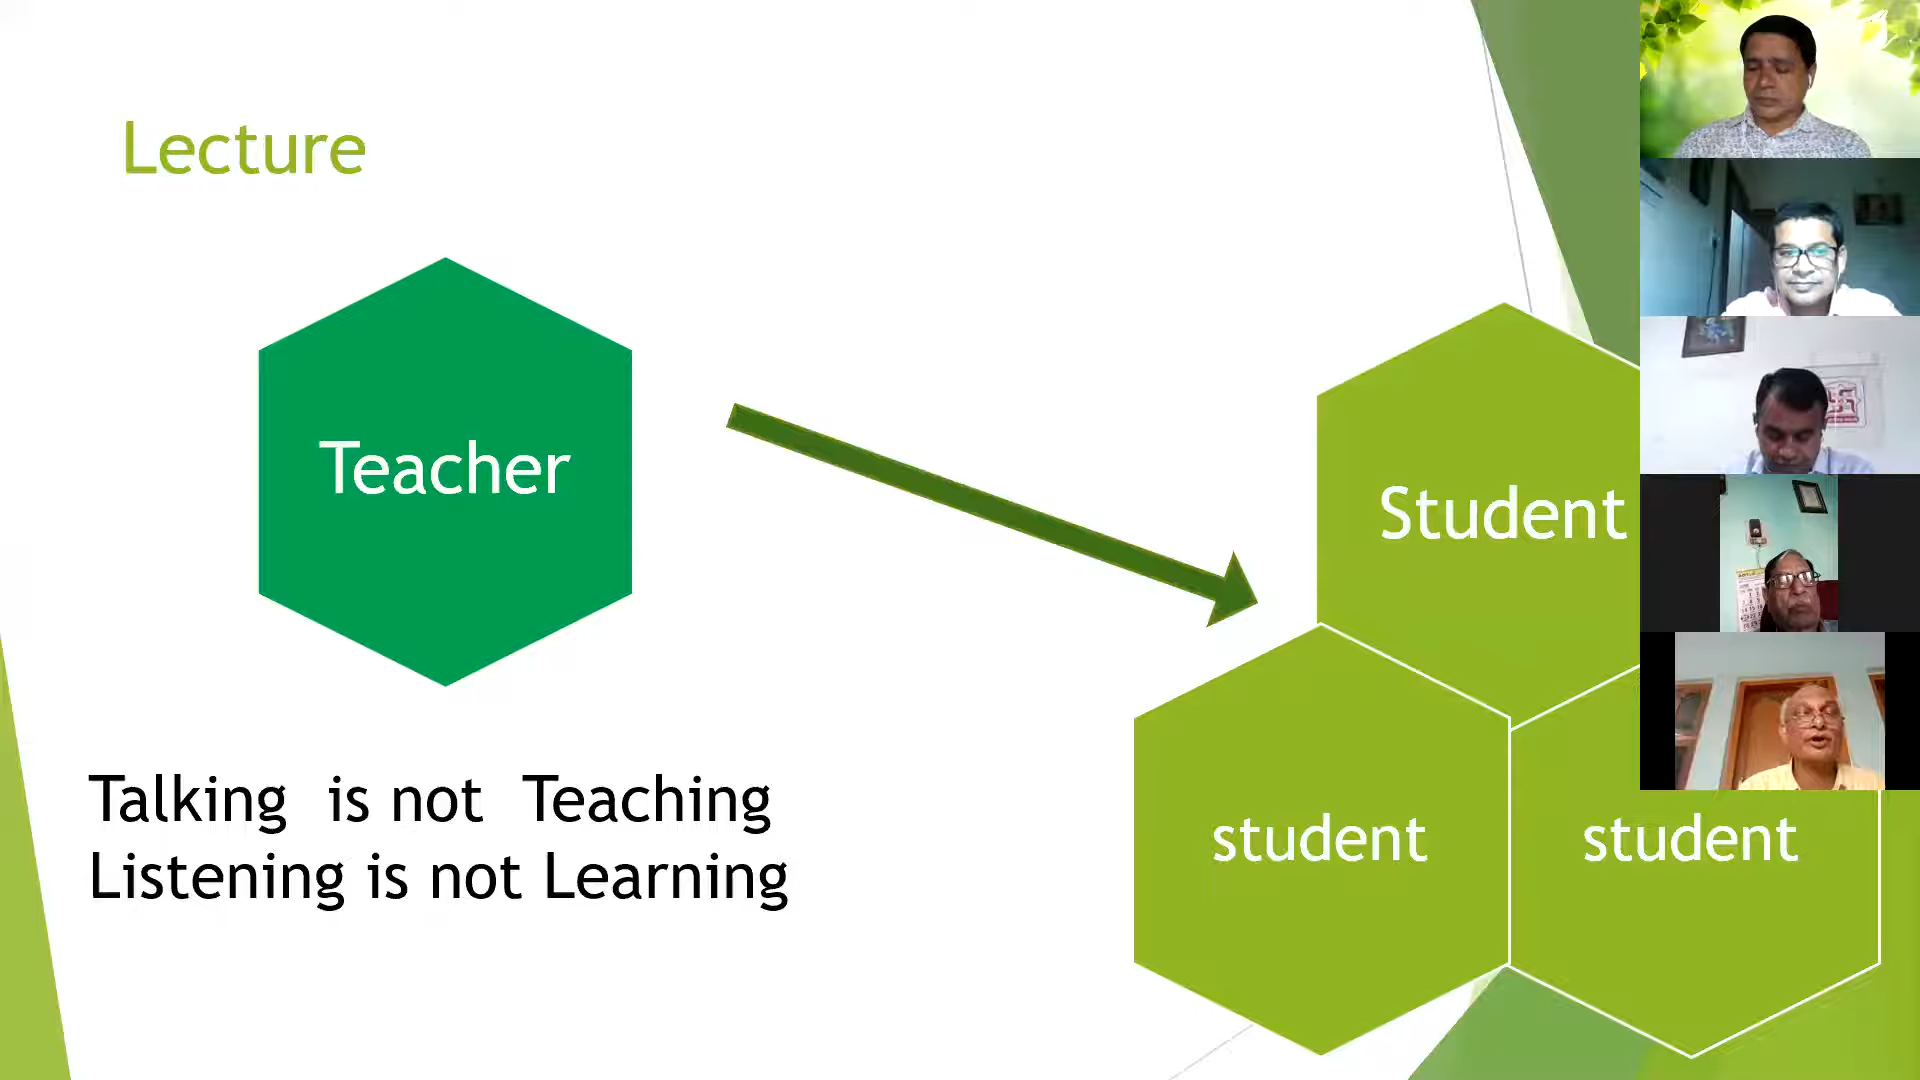 Lecture
Teacher
Student
student
student
Talking is not Teaching
Listening is not Learning